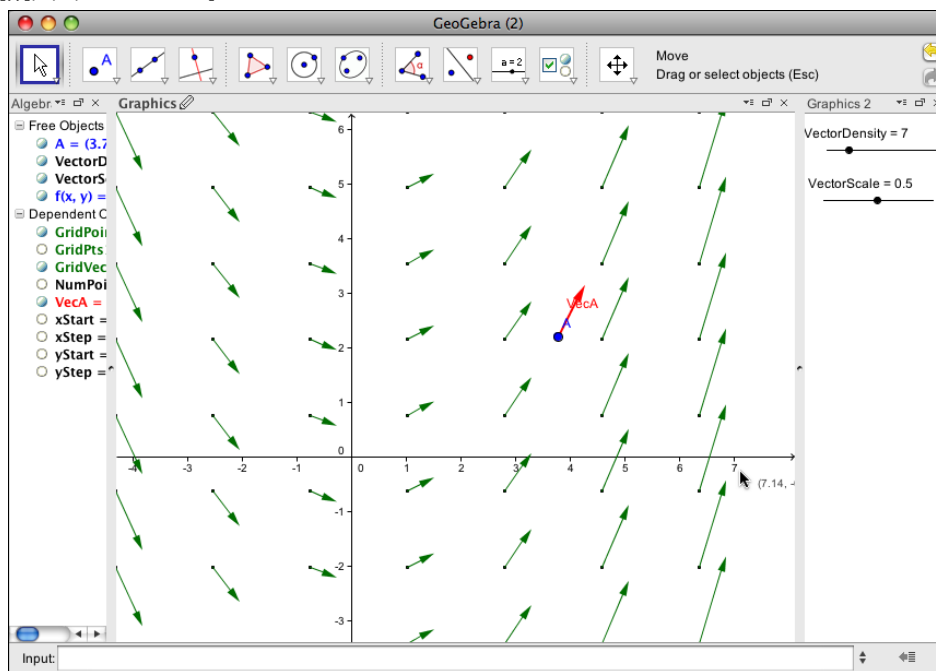 GeoGebra (2)
A
α
a = 2
Move
Drag or select objects (Esc)
Algebr
Graphics
Graphics 2
Free Objects
A = (3.7
VectorD
VectorS
f(x, y) =
Dependent O
GridPoi
GridPts
GridVec
NumPoi
VecA =
xStart =
xStep =
yStart =
yStep =
VectorDensity = 7
VectorScale = 0.5
6
5
4
3
2
1
0
-1
-2
-3
-4
-3
-2
-1
0
1
2
3
4
5
6
7
VecA
A
(7.14, -
Input: